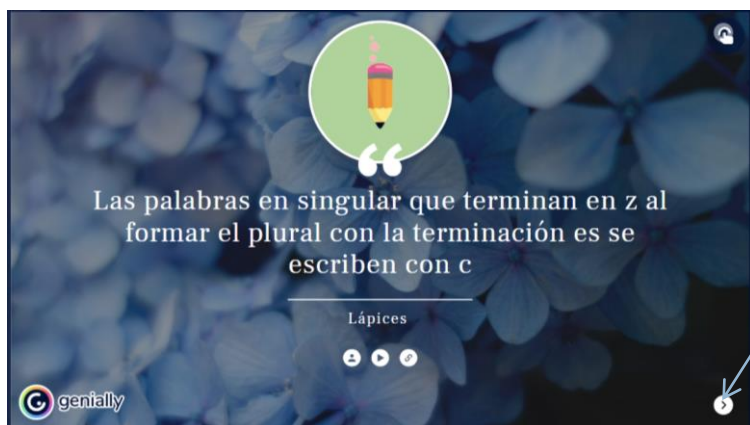 Las palabras en singular que terminan en z al
formar el plural con la terminación es se
escriben con c
Lápices
genially